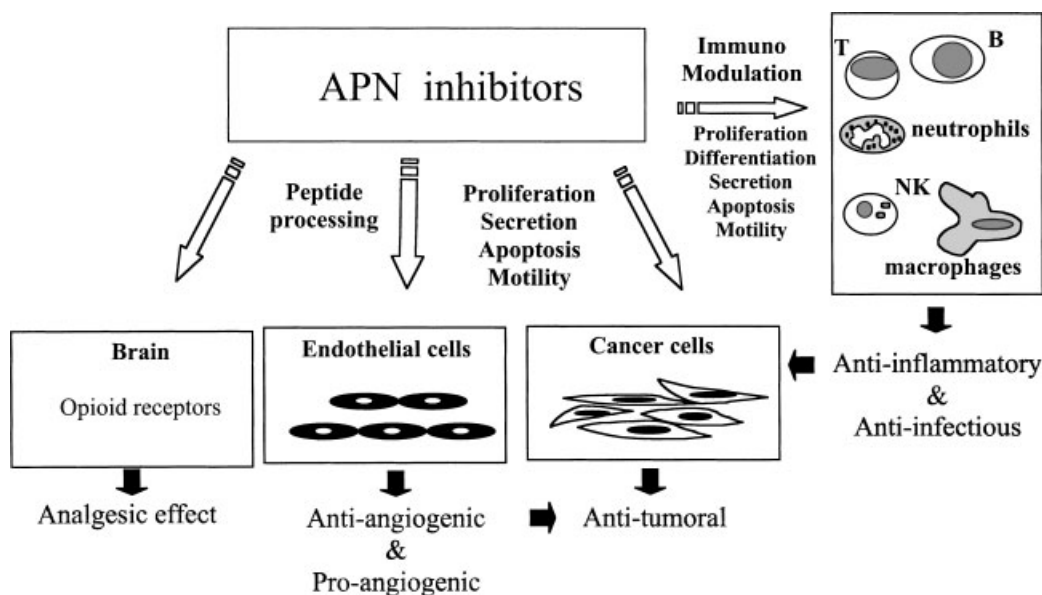 APN inhibitors
Immuno
Modulation
Proliferation
Differentiation
Secretion
Apoptosis
Motility
T
B
neutrophils
NK
macrophages
Peptide
processing
Proliferation
Secretion
Apoptosis
Motility
Brain
Opioid receptors
Endothelial cells
Cancer cells
Anti-inflammatory
&
Anti-infectious
Analgesic effect
Anti-angiogenic
&
Pro-angiogenic
Anti-tumoral